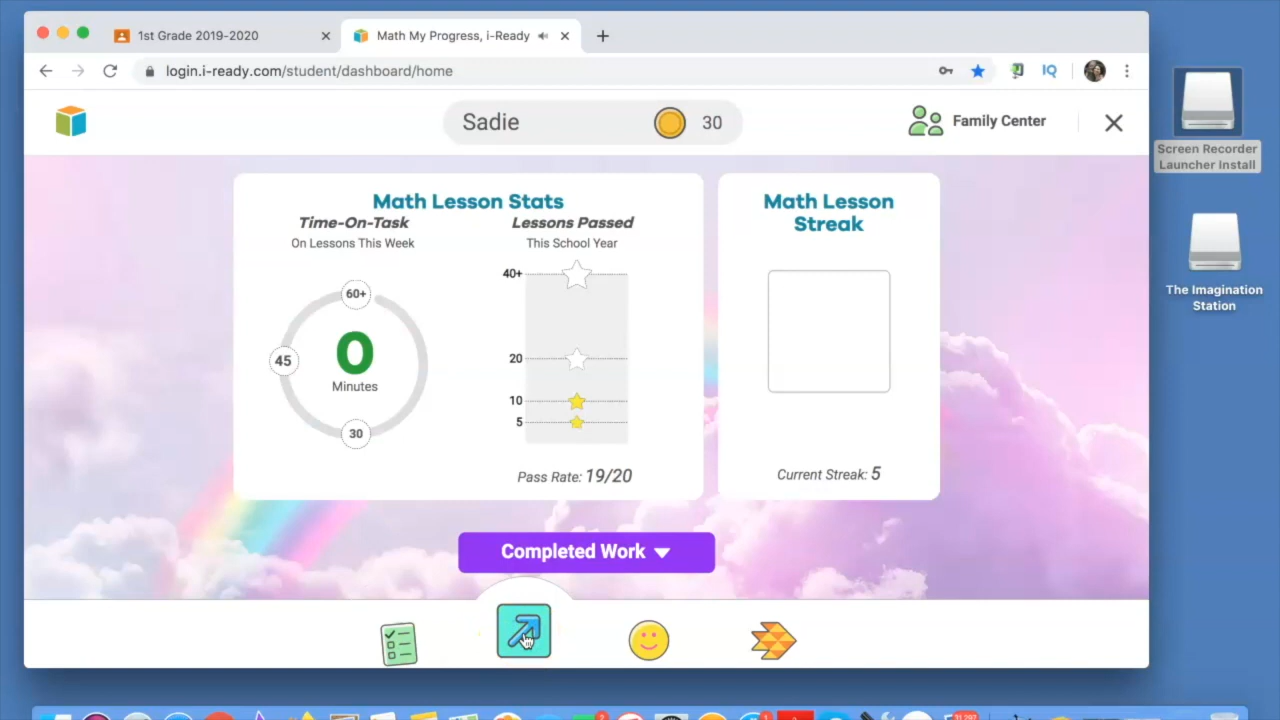 1st Grade 2019-2020
Math My Progress, i-Ready
login.i-ready.com/student/dashboard/home
IQ
Sadie 30
Family Center
Math Lesson Stats
Time-On-Task
On Lessons This Week
60+
45
0
Minutes
30
Lessons Passed
This School Year
40+
20
10
5
Pass Rate: 19/20
Math Lesson
Streak
Current Streak: 5
Completed Work
Screen Recorder
Launcher Install
The Imagination
Station